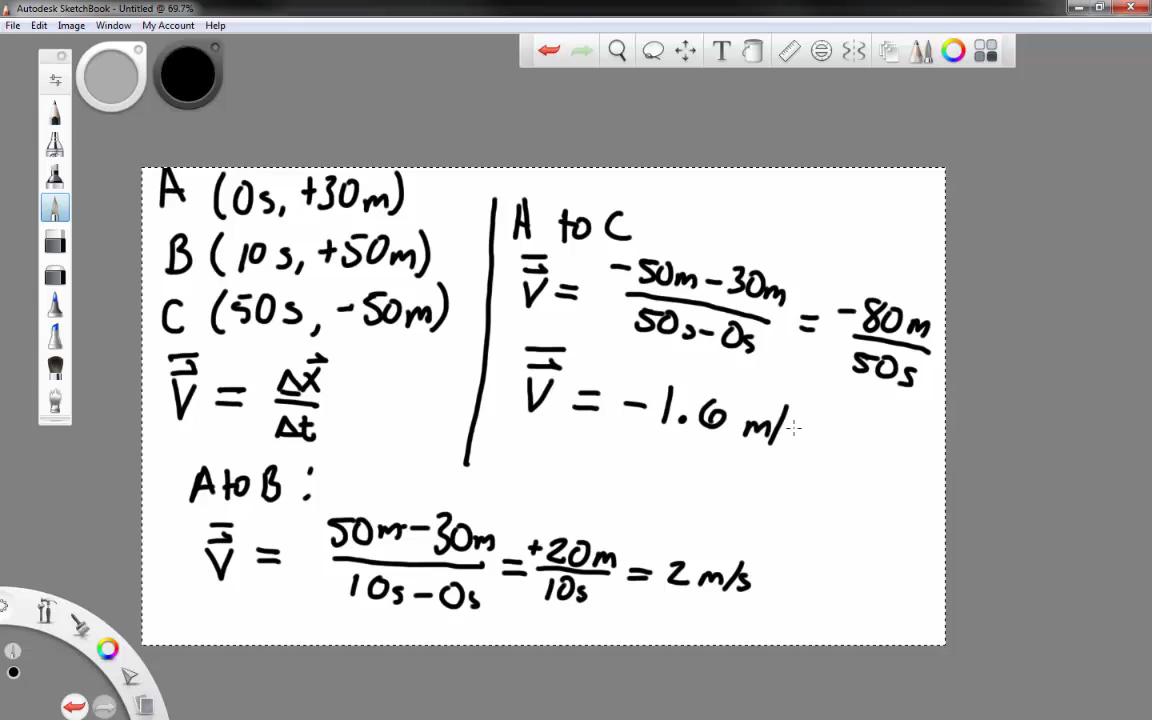 Autodesk SketchBook - Untitled @ 69.7%
File Edit Image Window My Account Help
A (0s, +30m)
B (10s, +50m)
C (50s, -50m)
V = Δx
Δt
A to B :
V = 50m - 30m = +20m = 2 m/s
10s - 0s 10s
A to C
V = -50m - 30m = -80m
50s - 0s 50s
V = -1.6 m/